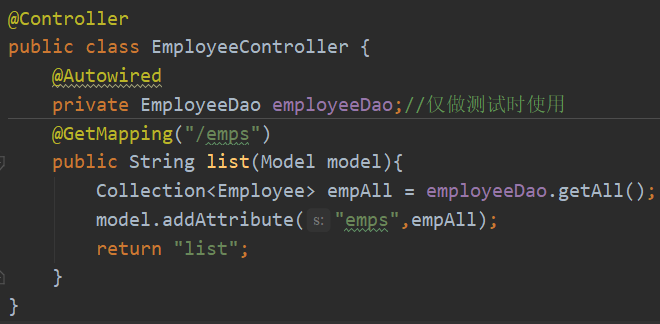 @Controller
public class EmployeeController {
    @Autowired
    private EmployeeDao employeeDao;//仅做测试时使用
    @GetMapping("/emps")
    public String list(Model model){
        Collection<Employee> empAll = employeeDao.getAll();
        model.addAttribute( s: "emps",empAll);
        return "list";
    }
}